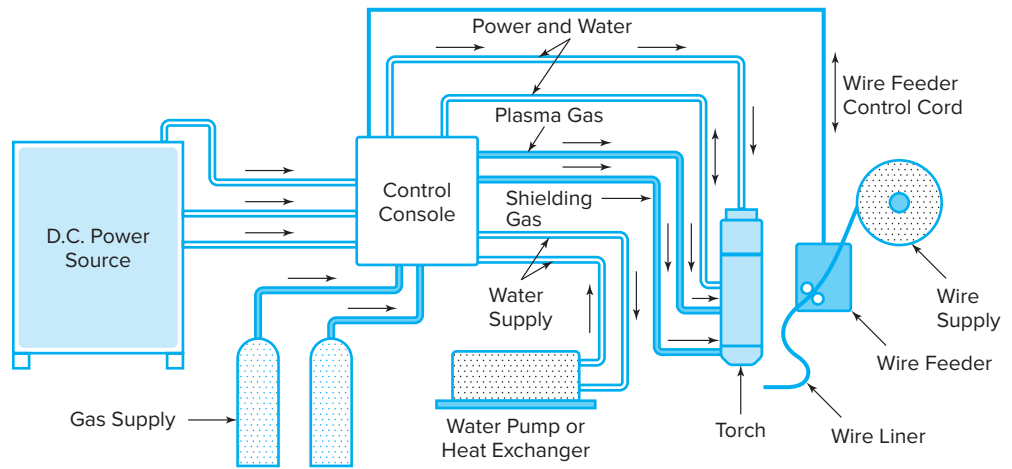 Power and Water
Wire Feeder
Control Cord
Plasma Gas
Control
Console
Shielding
Gas
D.C. Power
Source
Water
Supply
Wire
Supply
Wire Feeder
Gas Supply
Water Pump or
Heat Exchanger
Torch
Wire Liner